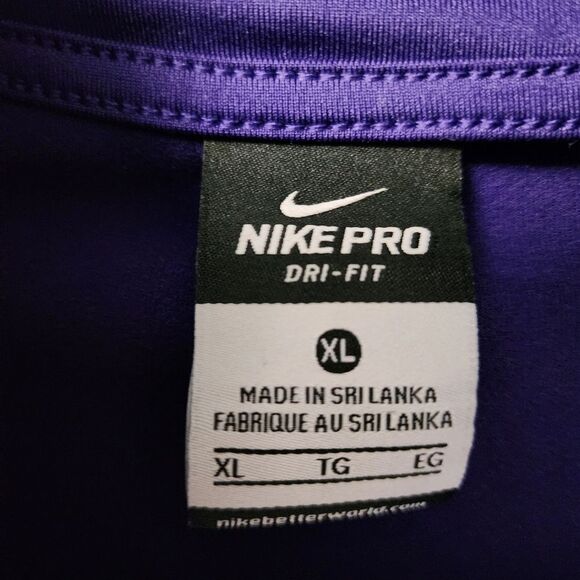 NIKE PRO
DRI-FIT
XL
MADE IN SRI LANKA
FABRIQUE AU SRI LANKA
XL TG EG
nikebetterworld.com